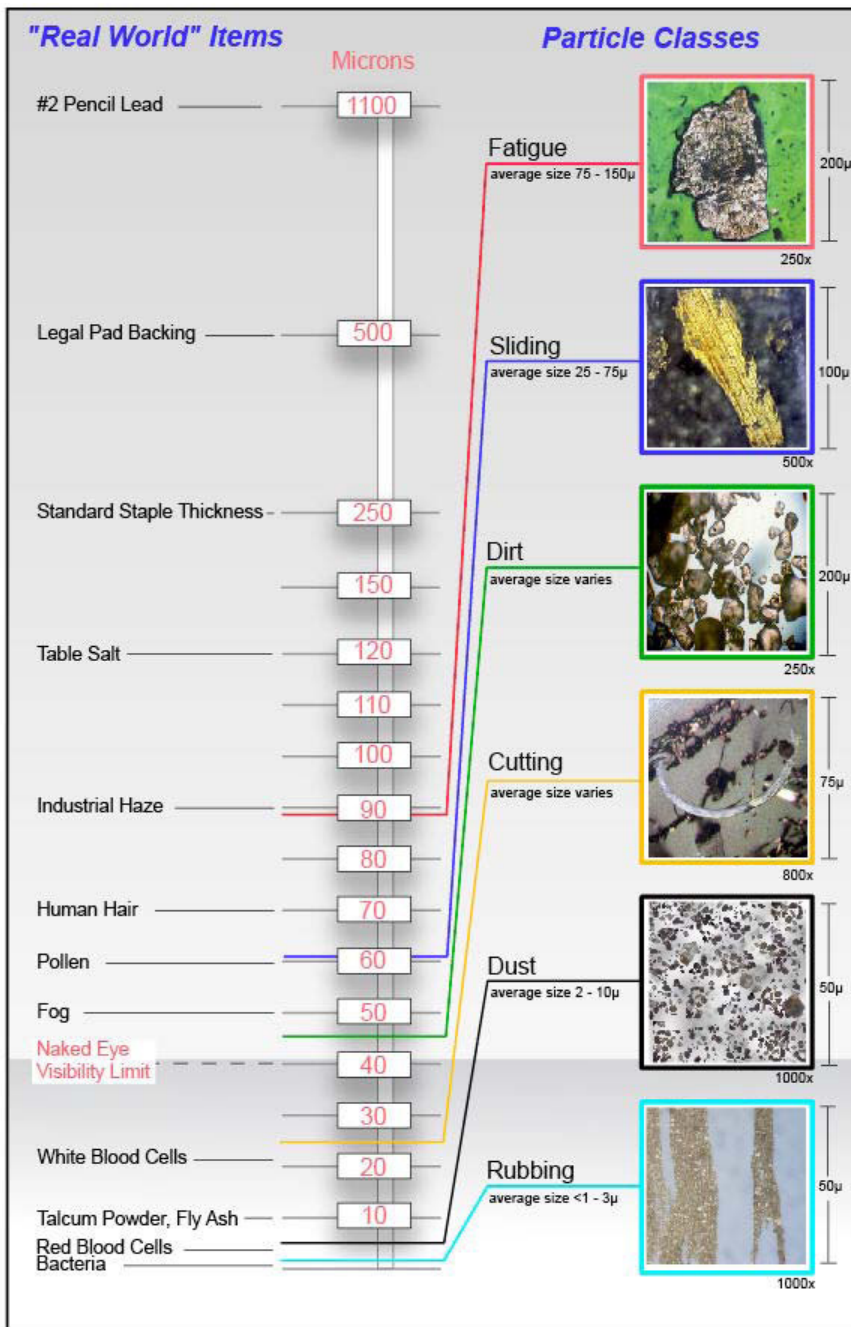 "Real World" Items
Particle Classes
Microns
#2 Pencil Lead
1100
Legal Pad Backing
500
Standard Staple Thickness
250
150
Table Salt
120
110
100
Industrial Haze
90
80
Human Hair
70
Pollen
60
Fog
50
Naked Eye
Visibility Limit
40
30
White Blood Cells
20
Talcum Powder, Fly Ash
10
Red Blood Cells
Bacteria
Fatigue
average size 75 - 150µ
200µ
250x
Sliding
average size 25 - 75µ
100µ
500x
Dirt
average size varies
200µ
250x
Cutting
average size varies
75µ
800x
Dust
average size 2 - 10µ
50µ
1000x
Rubbing
average size <1 - 3µ
50µ
1000x